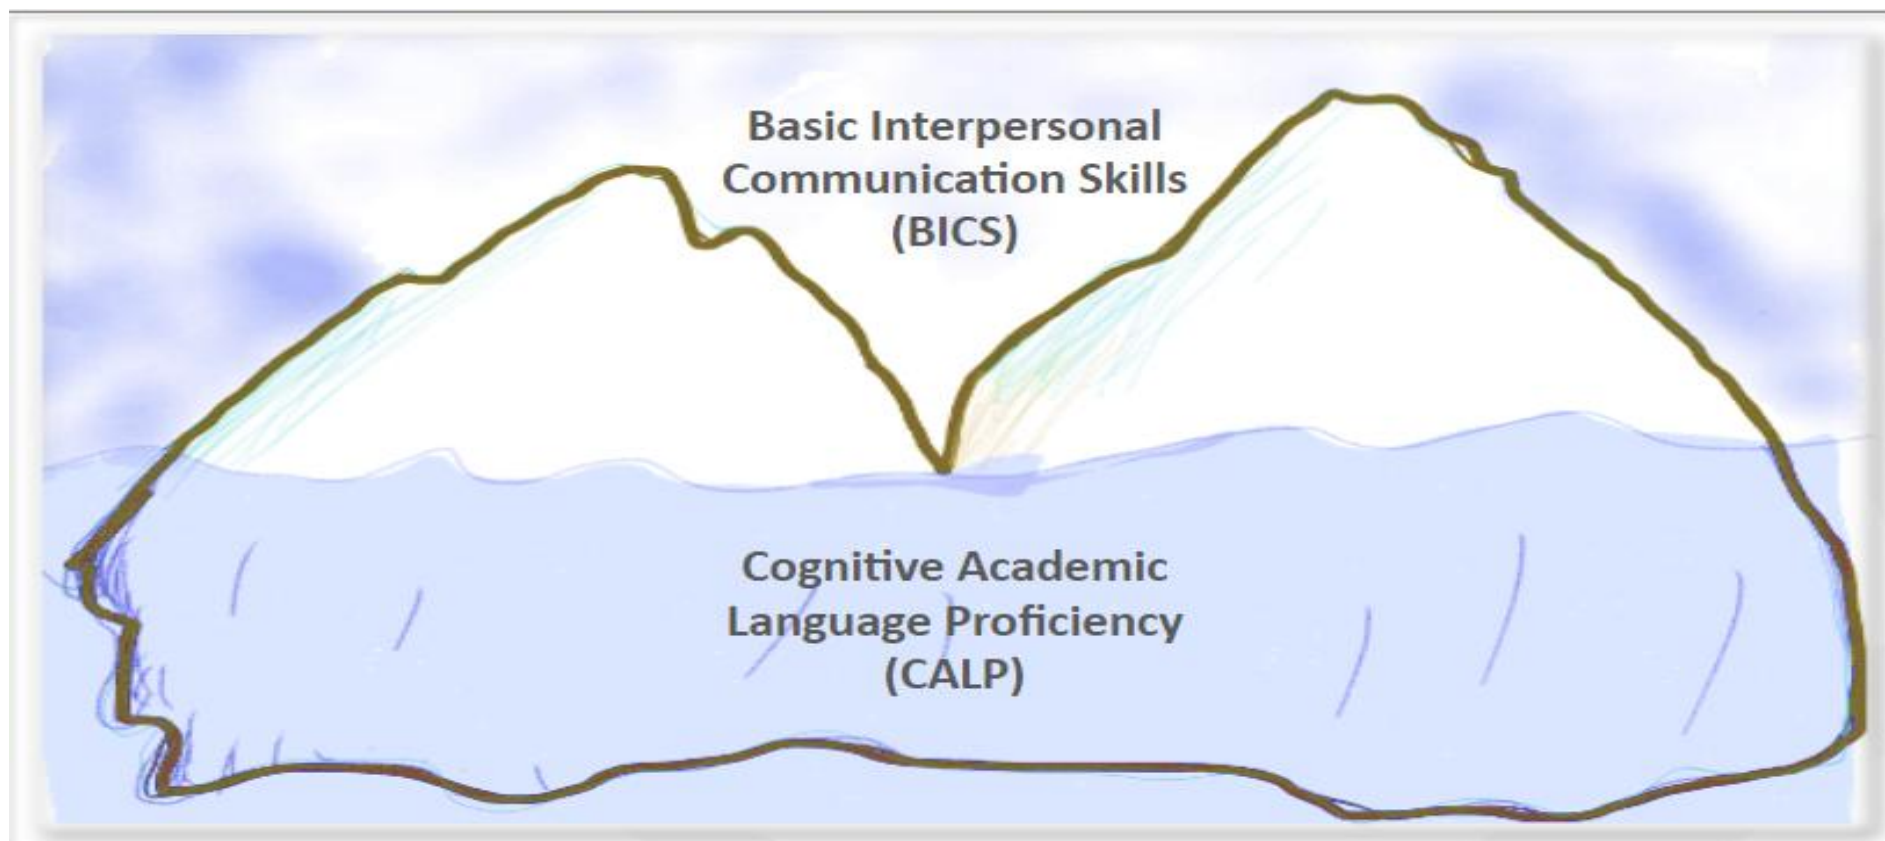 Basic Interpersonal
Communication Skills
(BICS)
Cognitive Academic
Language Proficiency
(CALP)